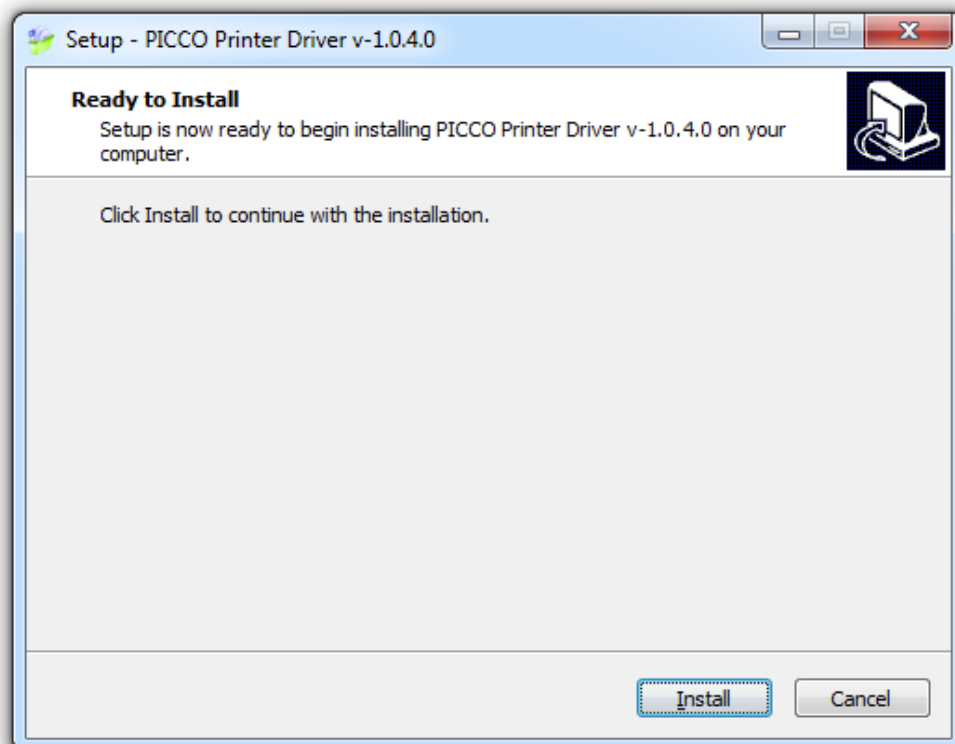 Setup - PICCO Printer Driver v-1.0.4.0
Ready to Install
Setup is now ready to begin installing PICCO Printer Driver v-1.0.4.0 on your
computer.
Click Install to continue with the installation.
Install
Cancel